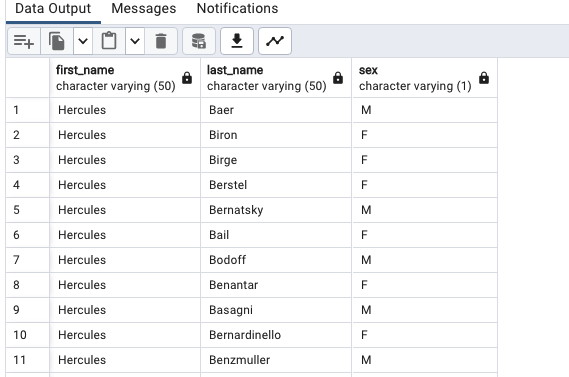 Data Output Messages Notifications
first_name last_name sex
character varying (50) character varying (50) character varying (1)
1 Hercules Baer M
2 Hercules Biron F
3 Hercules Birge F
4 Hercules Berstel F
5 Hercules Bernatsky M
6 Hercules Bail F
7 Hercules Bodoff M
8 Hercules Benantar F
9 Hercules Basagni M
10 Hercules Bernardinello F
11 Hercules Benzmuller M